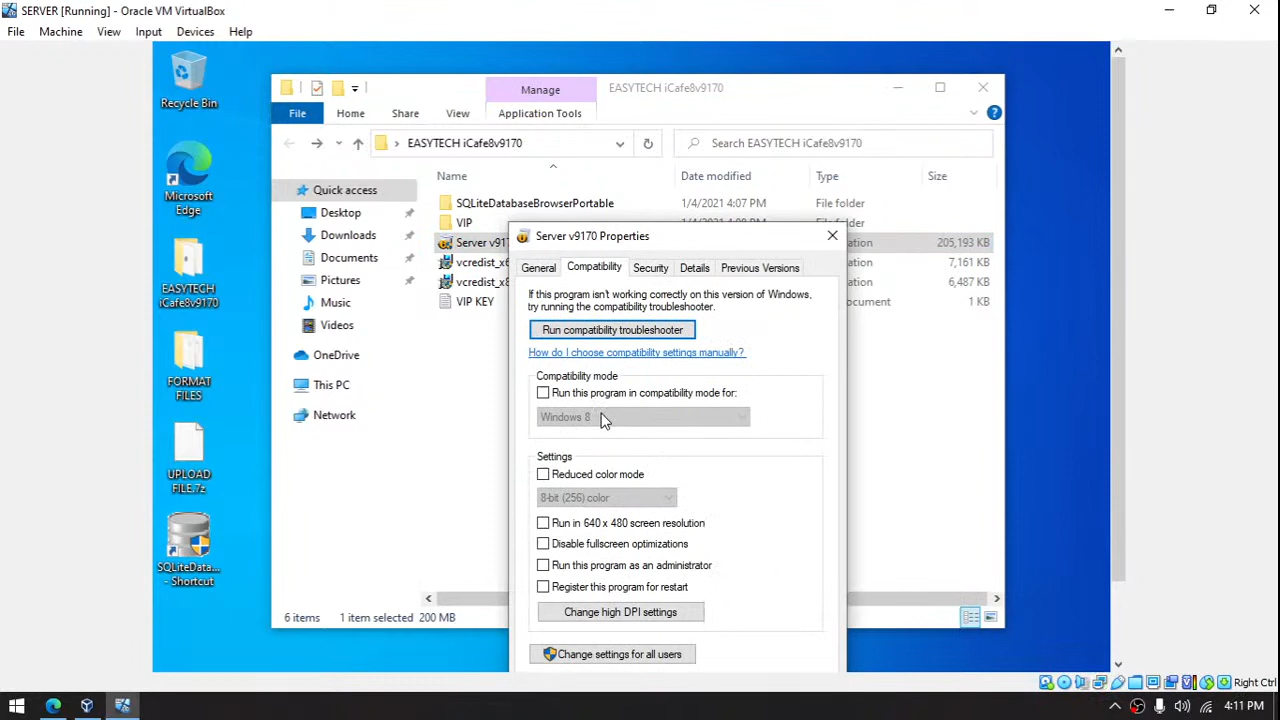 SERVER [Running] - Oracle VM VirtualBox
File Machine View Input Devices Help
Recycle Bin
Microsoft
Edge
EASYTECH
iCafe8v9170
FORMAT
FILES
UPLOAD
FILE.7z
SQLiteData...
- Shortcut
Manage
EASYTECH iCafe8v9170
File Home Share View Application Tools
EASYTECH iCafe8v9170
Search EASYTECH iCafe8v9170
Quick access
Desktop
Downloads
Documents
Pictures
Music
Videos
OneDrive
This PC
Network
Name Date modified Type Size
SQLiteDatabaseBrowserPortable 1/4/2021 4:07 PM File folder
VIP File folder
Server v917 205,193 KB
vcredist_x 7,161 KB
vcredist_x8 6,487 KB
VIP KEY 1 KB
6 items 1 item selected 200 MB
Server v9170 Properties
General Compatibility Security Details Previous Versions
If this program isn't working correctly on this version of Windows,
try running the compatibility troubleshooter.
Run compatibility troubleshooter
How do I choose compatibility settings manually?
Compatibility mode
Run this program in compatibility mode for:
Windows 8
Settings
Reduced color mode
8-bit (256) color
Run in 640 x 480 screen resolution
Disable fullscreen optimizations
Run this program as an administrator
Register this program for restart
Change high DPI settings
Change settings for all users
Right Ctrl
4:11 PM